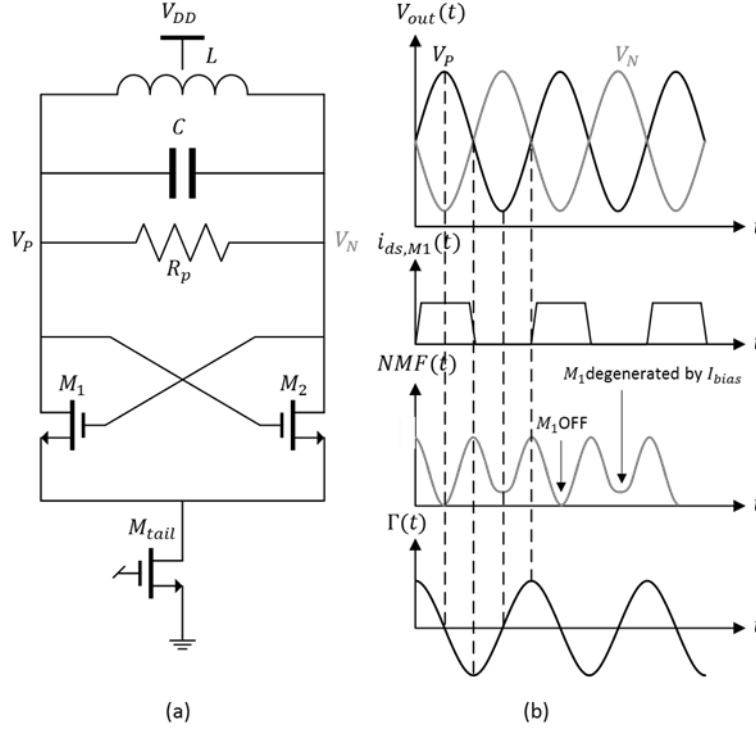 V_DD
L
C
V_P
R_p
V_N
M_1
M_2
M_tail
(a)
V_out(t)
V_P
V_N
t
i_ds,M1(t)
t
NMF(t)
M_1 degenerated by I_bias
M_1 OFF
t
Γ(t)
t
(b)